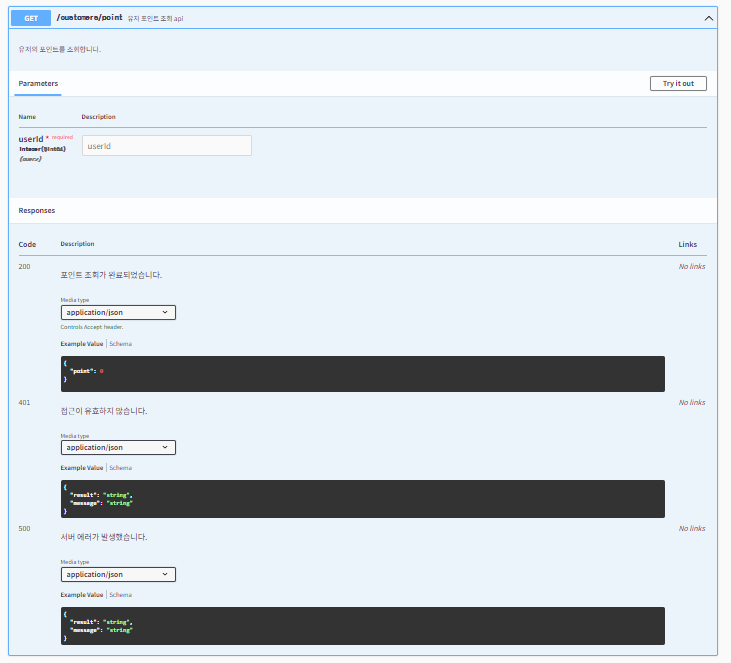 GET /customers/point 유저 포인트 조회 api
유저의 포인트를 조회합니다.
Parameters Try it out
Name Description
userId * required
userId
Responses
Code Description Links
200 포인트 조회가 완료되었습니다. No links
Media type
application/json
Controls Accept header.
Example Value | Schema
{
"point": 0
}
401 접근이 유효하지 않습니다. No links
Media type
application/json
Example Value | Schema
{
"result": "string",
"message": "string"
}
500 서버 에러가 발생했습니다. No links
Media type
application/json
Example Value | Schema
{
"result": "string",
"message": "string"
}